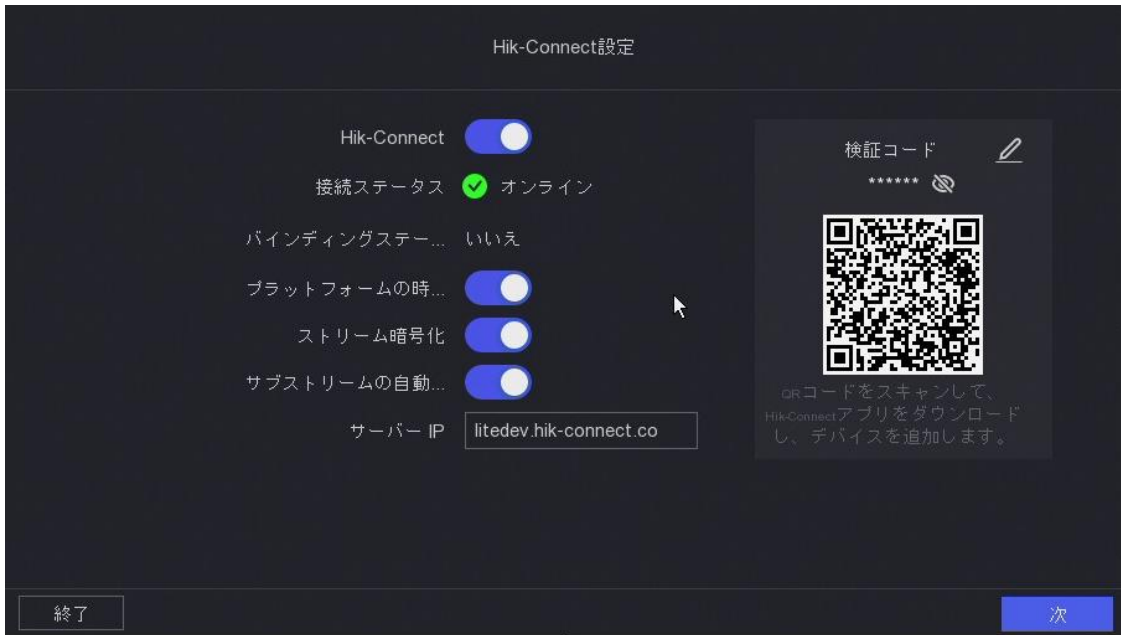 Hik-Connect設定
Hik-Connect
接続ステータス オンライン
バインディングステー... いいえ
プラットフォームの時...
ストリーム暗号化
サブストリームの自動...
サーバー IP litedev.hik-connect.co
検証コード
******
QRコードをスキャンして、
Hik-Connectアプリをダウンロード
し、デバイスを追加します。
終了
次